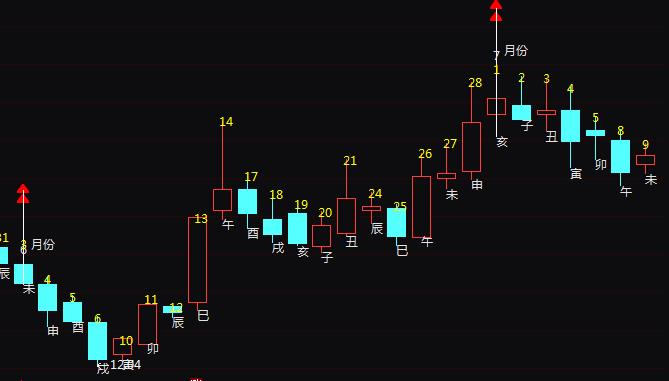 7 月份
1
2
3
4
5
8
9
亥
子
丑
寅
卯
午
未
28
27
26
申
未
午
25
24
21
巳
辰
丑
20
19
18
17
14
13
子
亥
戌
酉
午
巳
12
11
10
辰
卯
寅
31
辰
6 月份
3
未
4
申
5
酉
6
戌